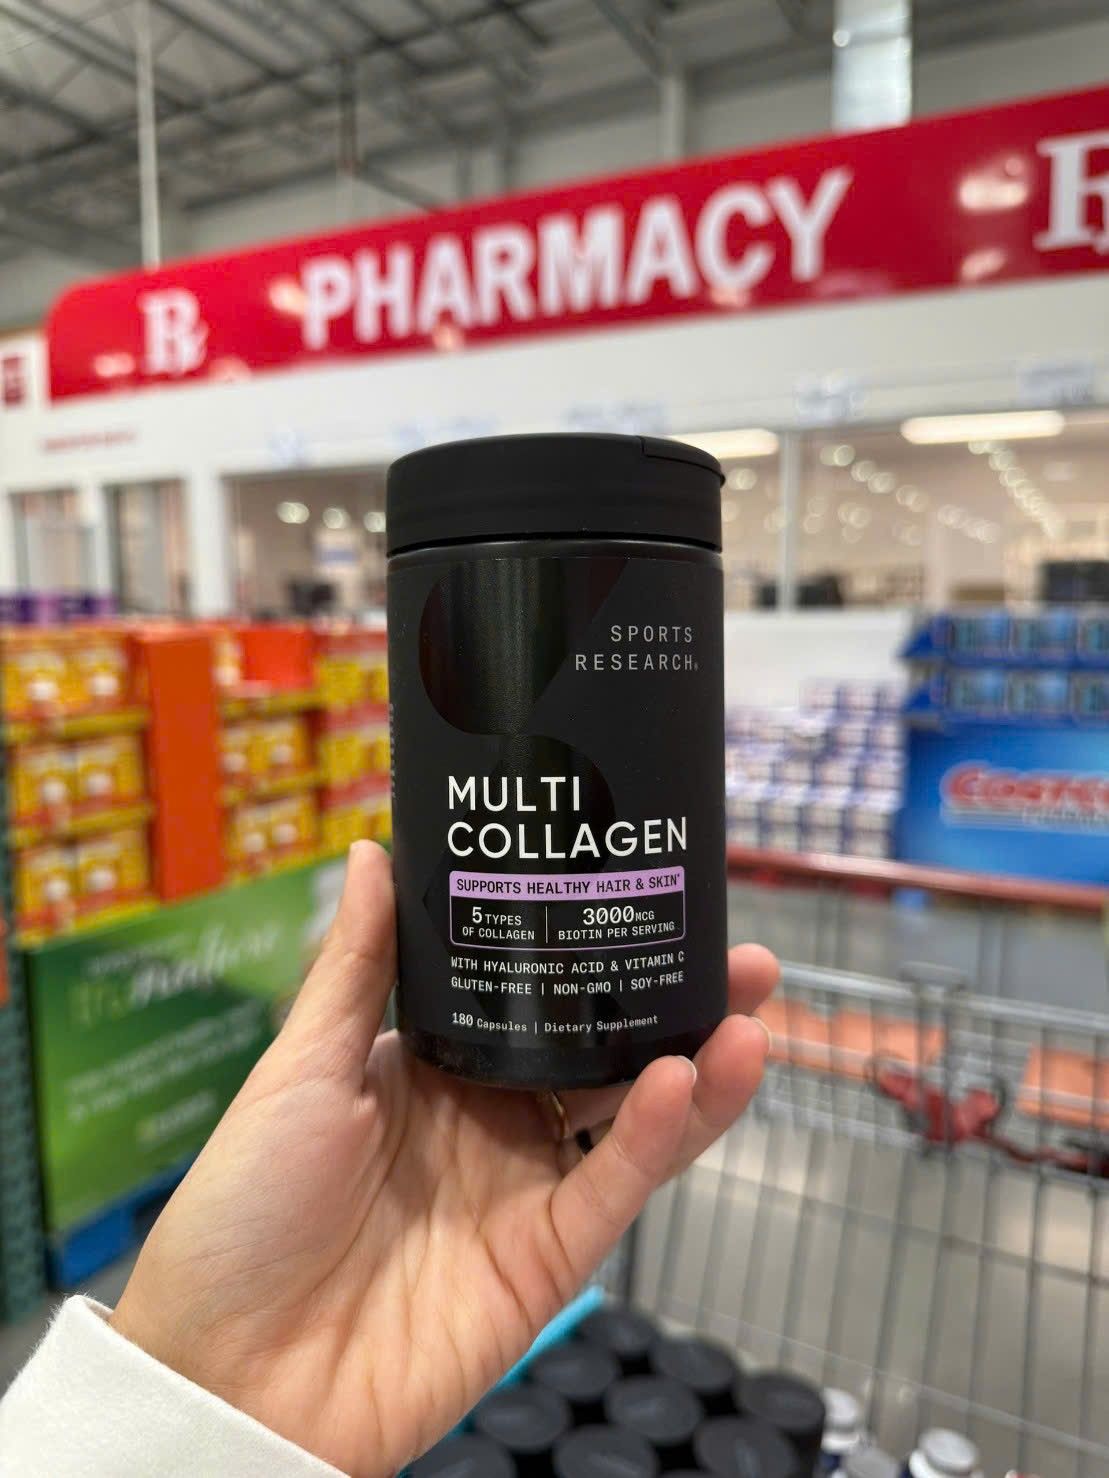 PHARMACY
SPORTS
RESEARCH®
MULTI
COLLAGEN
SUPPORTS HEALTHY HAIR & SKIN*
5 TYPES
OF COLLAGEN
3000MCG
BIOTIN PER SERVING
WITH HYALURONIC ACID & VITAMIN C
GLUTEN-FREE | NON-GMO | SOY-FREE
180 Capsules | Dietary Supplement